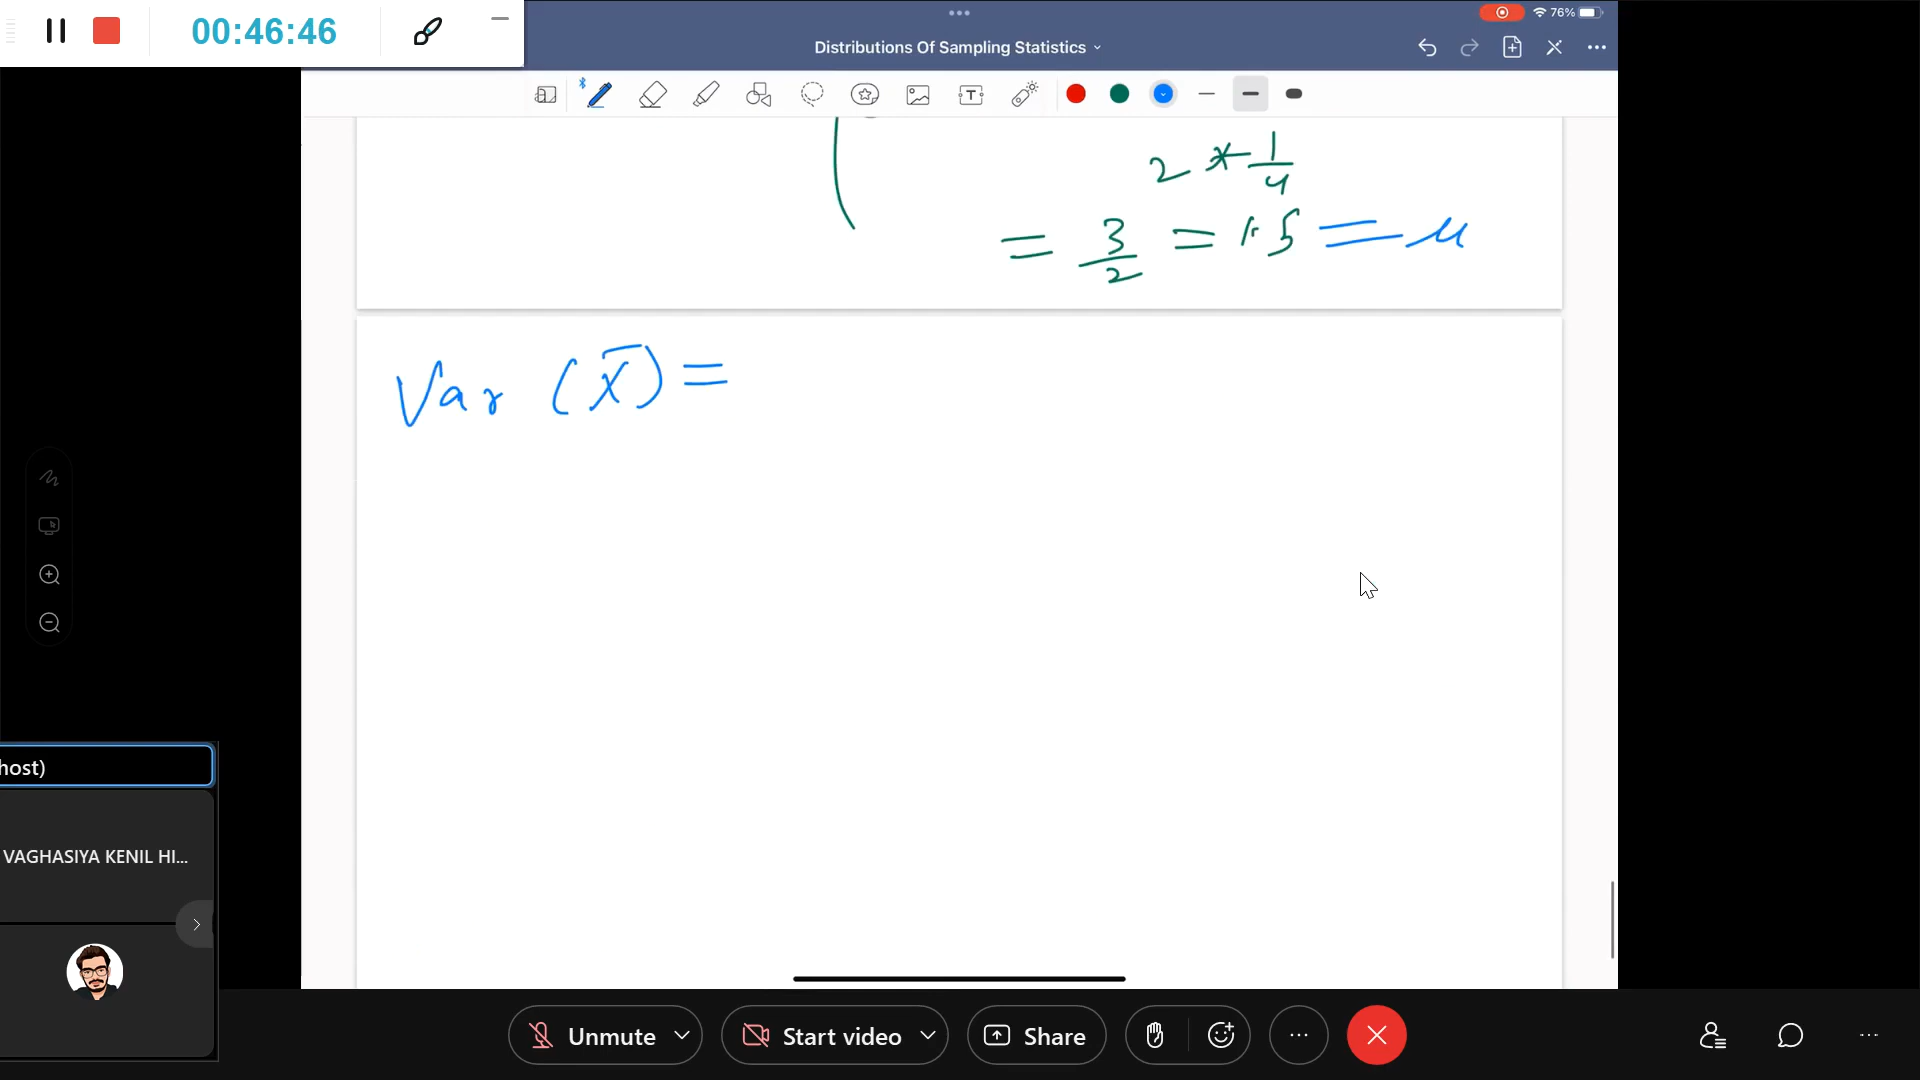 00:46:46
76%
Distributions Of Sampling Statistics
2 * 1/4
= 3/2 = 1.5 = μ
Var (X̄) =
host)
VAGHASIYA KENIL HI...
Unmute
Start video
Share